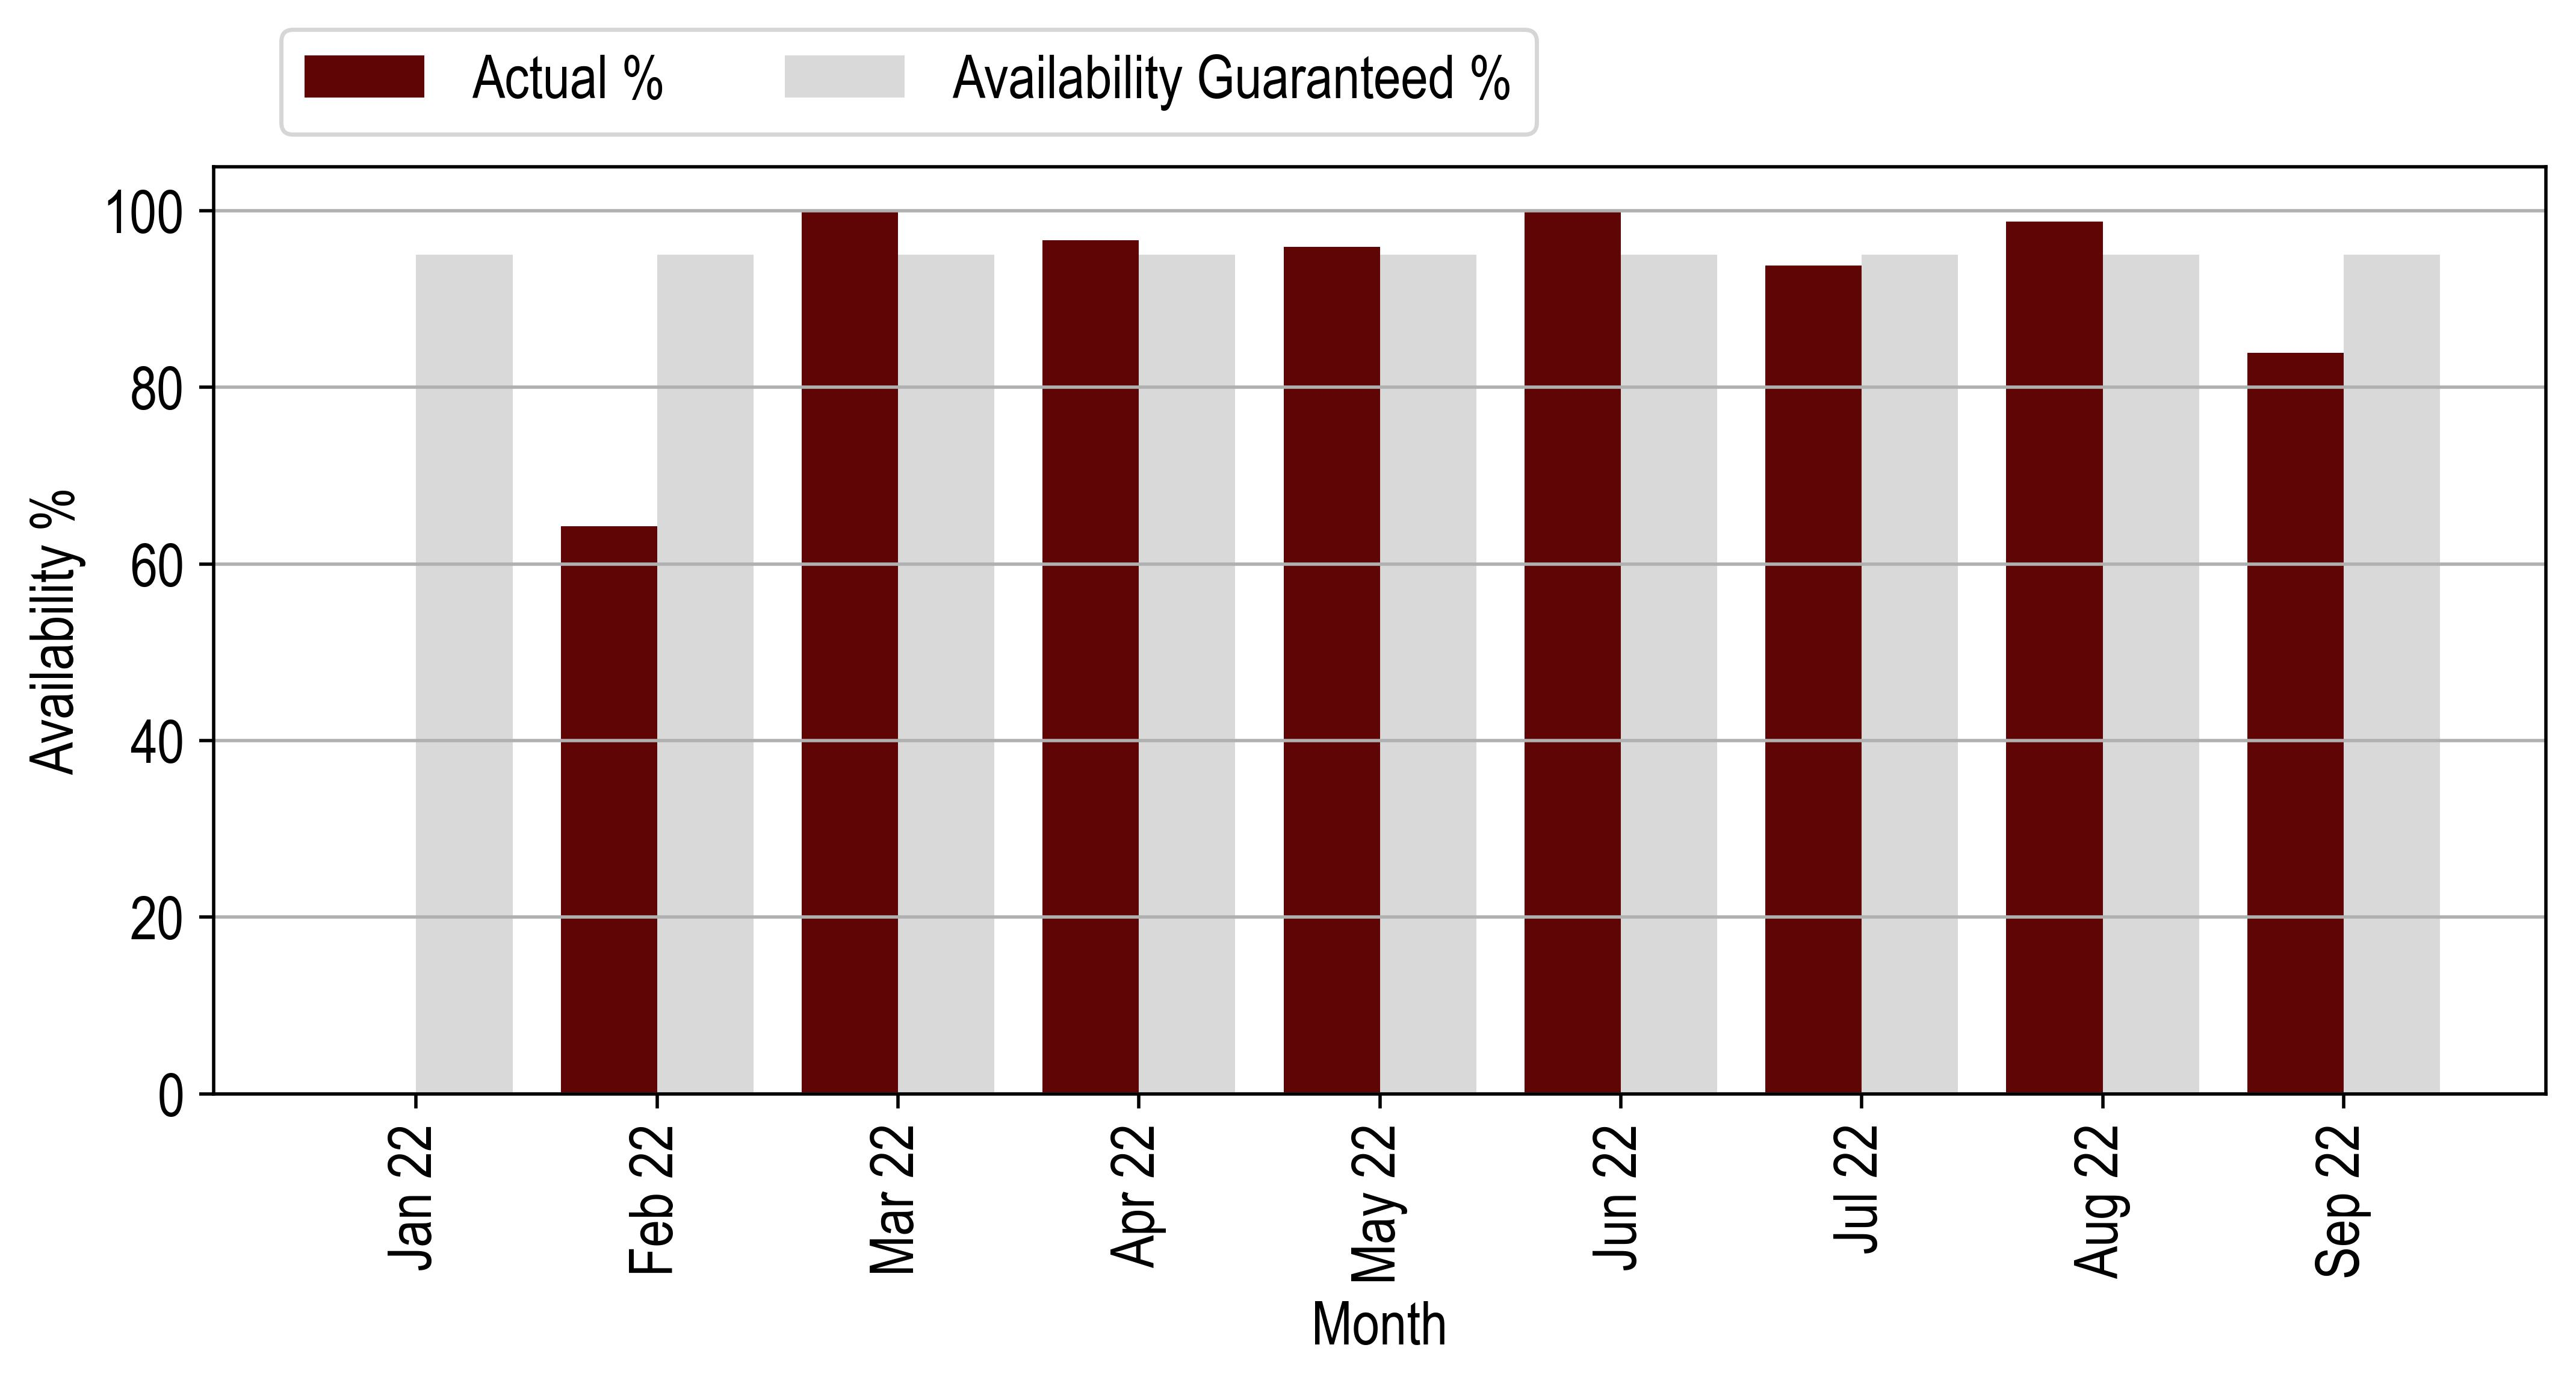 Actual %
Availability Guaranteed %
Availability %
100
80
60
40
20
0
Jan 22
Feb 22
Mar 22
Apr 22
May 22
Jun 22
Jul 22
Aug 22
Sep 22
Month